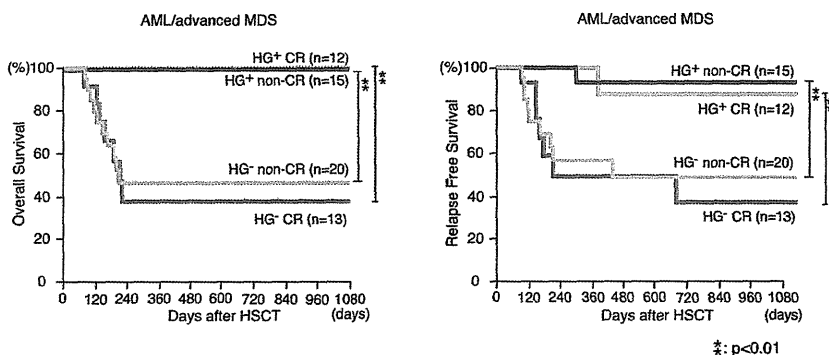 AML/advanced MDS
(%)
100
80
60
40
20
0
Overall Survival
HG+ CR (n=12)
HG+ non-CR (n=15)
**
**
HG- non-CR (n=20)
HG- CR (n=13)
0 120 240 360 480 600 720 840 960 1080
Days after HSCT (days)
AML/advanced MDS
(%)
100
80
60
40
20
0
Relapse Free Survival
HG+ non-CR (n=15)
HG+ CR (n=12)
**
HG- non-CR (n=20)
HG- CR (n=13)
0 120 240 360 480 600 720 840 960 1080
Days after HSCT (days)
**: p<0.01